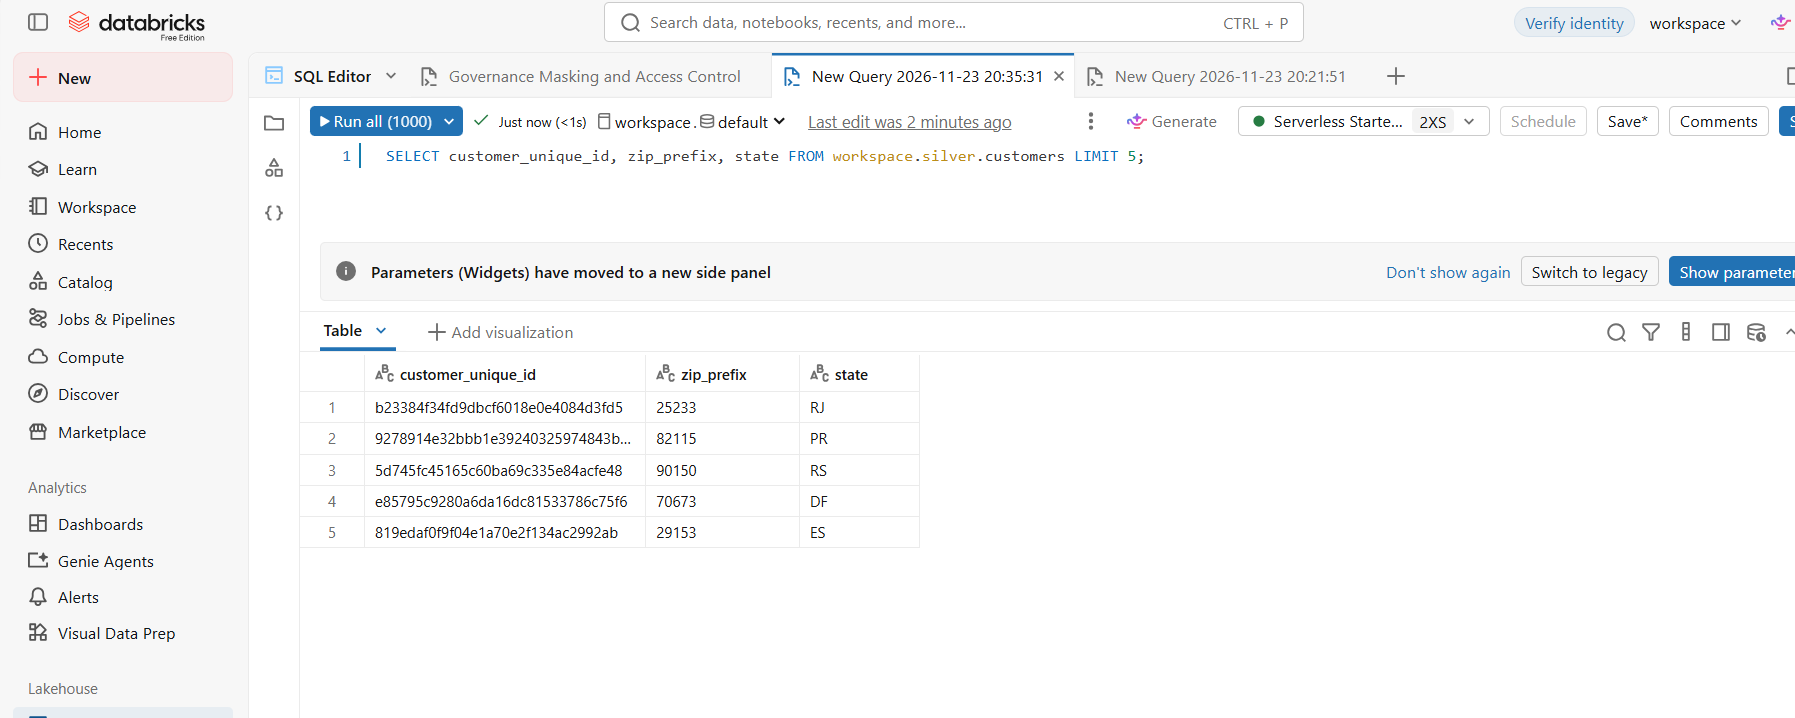 databricks
Free Edition
Search data, notebooks, recents, and more...
CTRL + P
Verify identity
workspace
New
Home
Learn
Workspace
Recents
Catalog
Jobs & Pipelines
Compute
Discover
Marketplace
Analytics
Dashboards
Genie Agents
Alerts
Visual Data Prep
Lakehouse
SQL Editor
Governance Masking and Access Control
New Query 2026-11-23 20:35:31
New Query 2026-11-23 20:21:51
Run all (1000)
Just now (<1s)
workspace . default
Last edit was 2 minutes ago
Generate
Serverless Starte... 2XS
Schedule
Save*
Comments
S
1 SELECT customer_unique_id, zip_prefix, state FROM workspace.silver.customers LIMIT 5;
Parameters (Widgets) have moved to a new side panel
Don't show again
Switch to legacy
Show parameter
Table
Add visualization
customer_unique_id zip_prefix state
1 b23384f34fd9dbcf6018e0e4084d3fd5 25233 RJ
2 9278914e32bbb1e39240325974843b... 82115 PR
3 5d745fc45165c60ba69c335e84acfe48 90150 RS
4 e85795c9280a6da16dc81533786c75f6 70673 DF
5 819edaf0f9f04e1a70e2f134ac2992ab 29153 ES